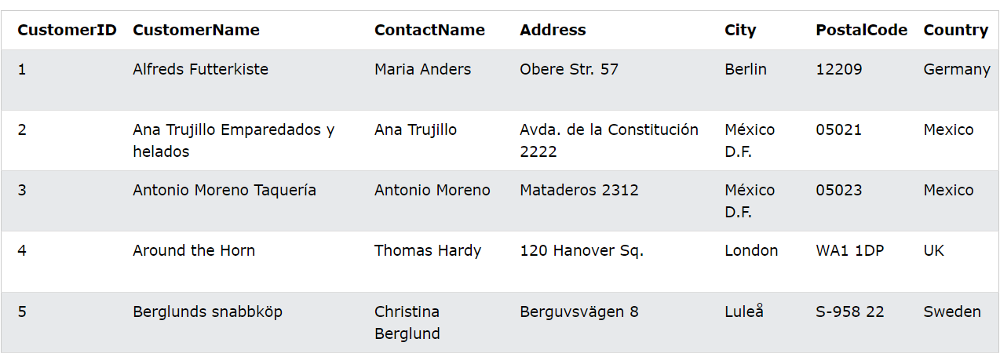 CustomerID CustomerName ContactName Address City PostalCode Country
1 Alfreds Futterkiste Maria Anders Obere Str. 57 Berlin 12209 Germany
2 Ana Trujillo Emparedados y Ana Trujillo Avda. de la Constitución México 05021 Mexico
helados 2222 D.F.
3 Antonio Moreno Taquería Antonio Moreno Mataderos 2312 México 05023 Mexico
D.F.
4 Around the Horn Thomas Hardy 120 Hanover Sq. London WA1 1DP UK
5 Berglunds snabbköp Christina Berguvsvägen 8 Luleå S-958 22 Sweden
Berglund